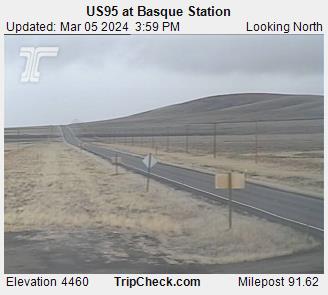 US95 at Basque Station
Updated: Mar 05 2024 3:59 PM
Looking North
Elevation 4460
TripCheck.com
Milepost 91.62